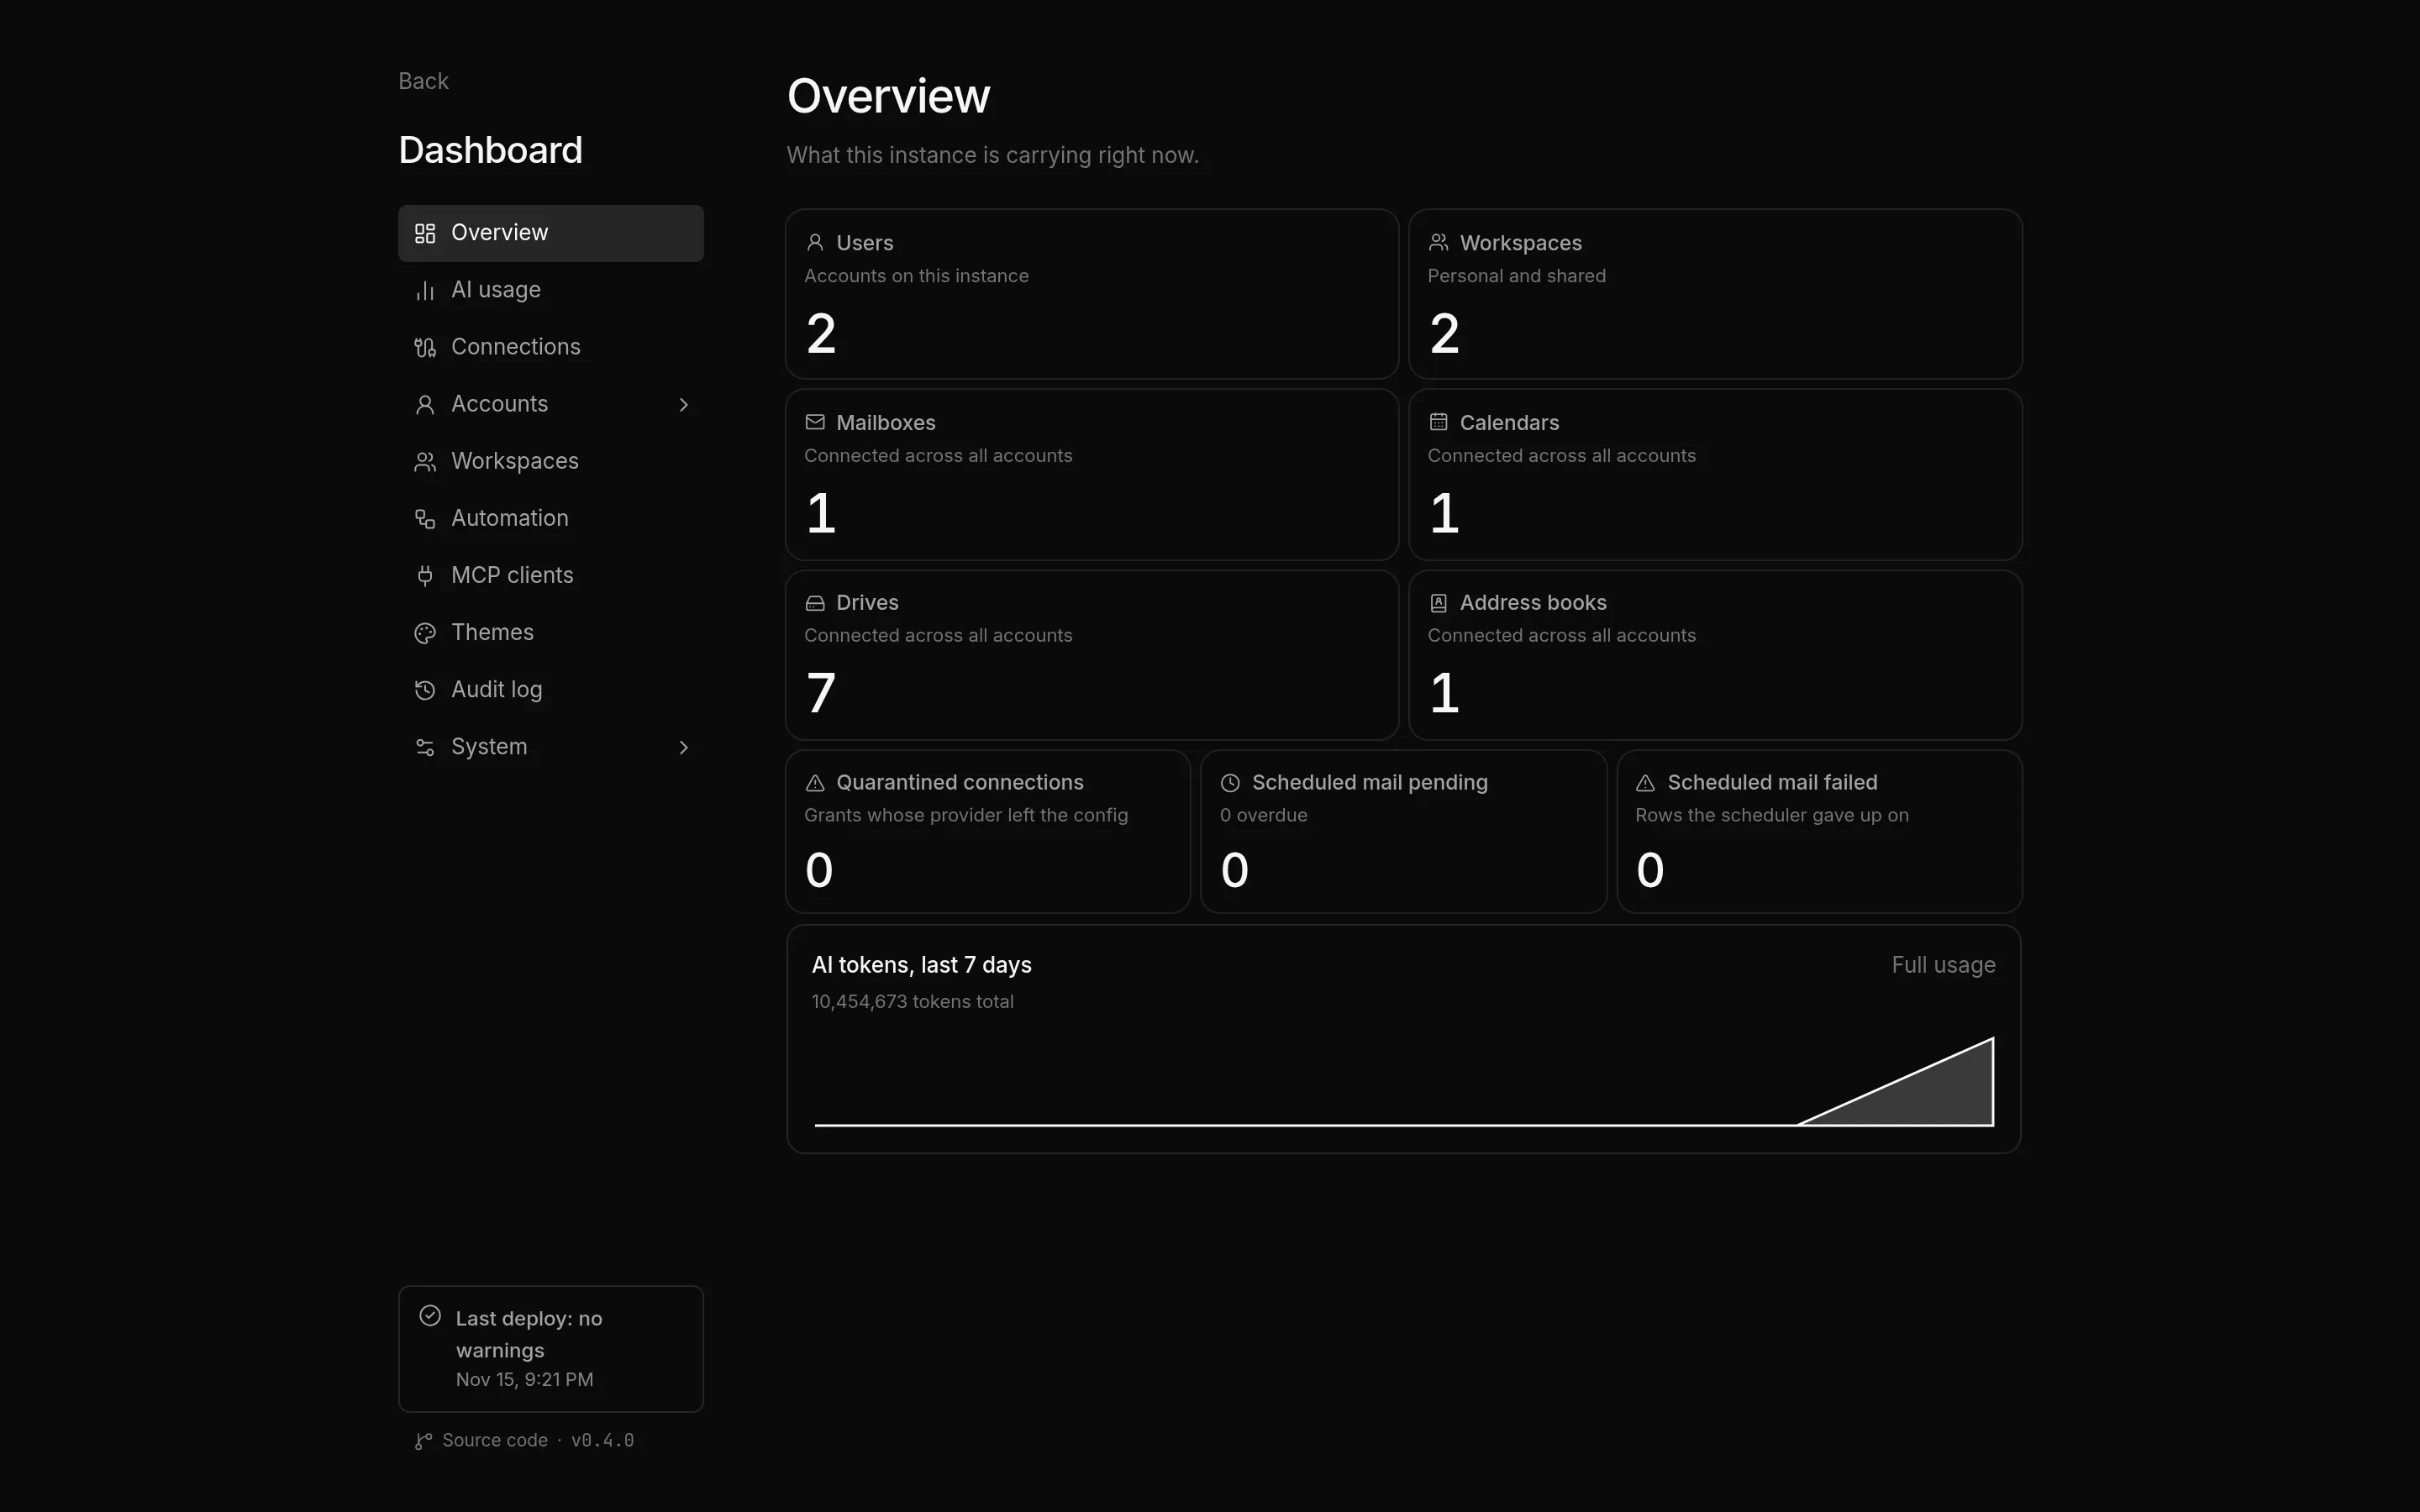 Back
Dashboard
Overview
AI usage
Connections
Accounts
Workspaces
Automation
MCP clients
Themes
Audit log
System
Last deploy: no
warnings
Nov 15, 9:21 PM
Source code · v0.4.0
Overview
What this instance is carrying right now.
Users
Accounts on this instance
2
Workspaces
Personal and shared
2
Mailboxes
Connected across all accounts
1
Calendars
Connected across all accounts
1
Drives
Connected across all accounts
7
Address books
Connected across all accounts
1
Quarantined connections
Grants whose provider left the config
0
Scheduled mail pending
0 overdue
0
Scheduled mail failed
Rows the scheduler gave up on
0
AI tokens, last 7 days
Full usage
10,454,673 tokens total